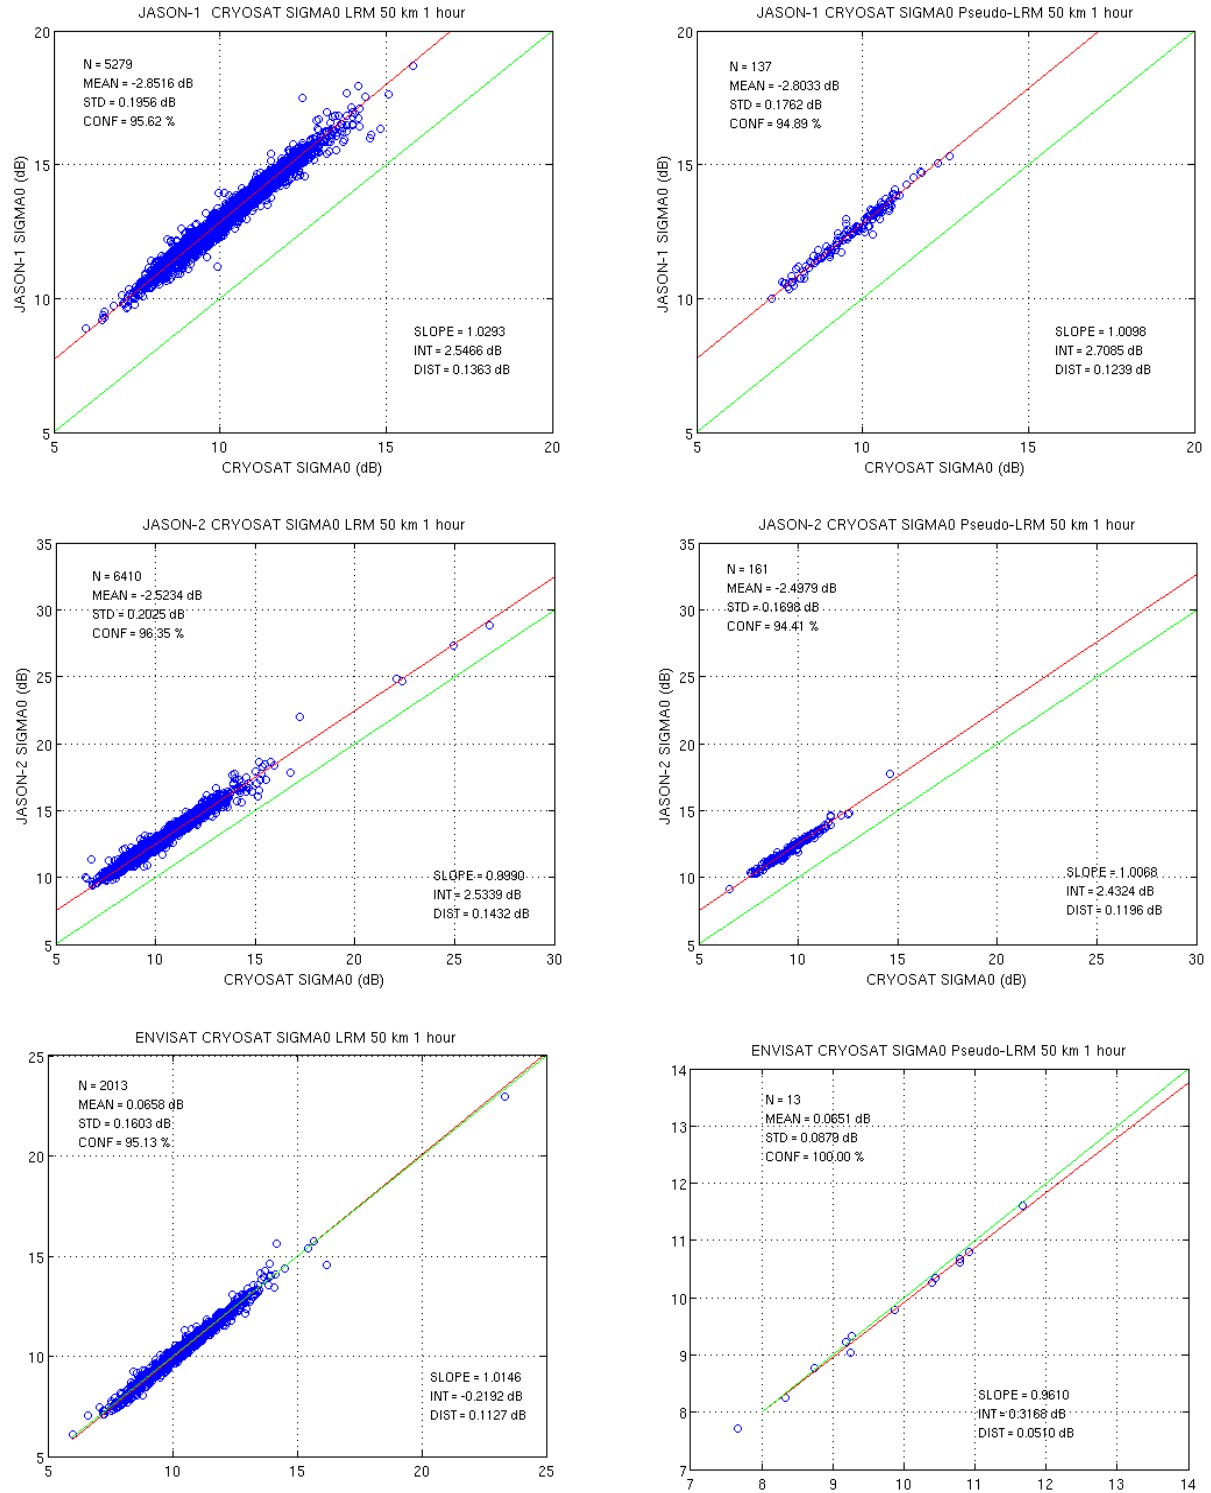 JASON-1 CRYOSAT SIGMA0 LRM 50 km 1 hour
20
15
10
5
N = 5279
MEAN = -2.8516 dB
STD = 0.1956 dB
CONF = 95.62 %
SLOPE = 1.0293
INT = 2.5466 dB
DIST = 0.1363 dB
JASON-1 SIGMA0 (dB)
5 10 15 20
CRYOSAT SIGMA0 (dB)
JASON-1 CRYOSAT SIGMA0 Pseudo-LRM 50 km 1 hour
20
15
10
5
N = 137
MEAN = -2.8033 dB
STD = 0.1762 dB
CONF = 94.89 %
SLOPE = 1.0098
INT = 2.7085 dB
DIST = 0.1239 dB
JASON-1 SIGMA0 (dB)
5 10 15 20
CRYOSAT SIGMA0 (dB)
JASON-2 CRYOSAT SIGMA0 LRM 50 km 1 hour
35
30
25
20
15
10
5
N = 6410
MEAN = -2.5234 dB
STD = 0.2025 dB
CONF = 96.35 %
SLOPE = 0.9990
INT = 2.5339 dB
DIST = 0.1432 dB
JASON-2 SIGMA0 (dB)
5 10 15 20 25 30
CRYOSAT SIGMA0 (dB)
JASON-2 CRYOSAT SIGMA0 Pseudo-LRM 50 km 1 hour
35
30
25
20
15
10
5
N = 161
MEAN = -2.4979 dB
STD = 0.1698 dB
CONF = 94.41 %
SLOPE = 1.0068
INT = 2.4324 dB
DIST = 0.1196 dB
JASON-2 SIGMA0 (dB)
5 10 15 20 25 30
CRYOSAT SIGMA0 (dB)
ENVISAT CRYOSAT SIGMA0 LRM 50 km 1 hour
25
20
15
10
5
N = 2013
MEAN = 0.0658 dB
STD = 0.1603 dB
CONF = 95.13 %
SLOPE = 1.0146
INT = -0.2192 dB
DIST = 0.1127 dB
5 10 15 20 25
ENVISAT CRYOSAT SIGMA0 Pseudo-LRM 50 km 1 hour
14
13
12
11
10
9
8
7
N = 13
MEAN = 0.0651 dB
STD = 0.0879 dB
CONF = 100.00 %
SLOPE = 0.9610
INT = 0.3168 dB
DIST = 0.0510 dB
7 8 9 10 11 12 13 14